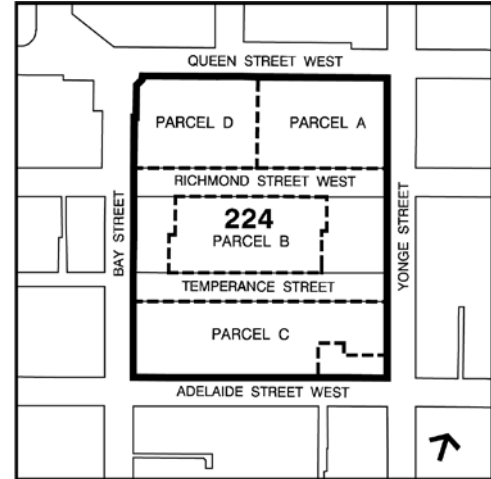 QUEEN STREET WEST
PARCEL D
PARCEL A
RICHMOND STREET WEST
BAY STREET
224
PARCEL B
YONGE STREET
TEMPERANCE STREET
PARCEL C
ADELAIDE STREET WEST